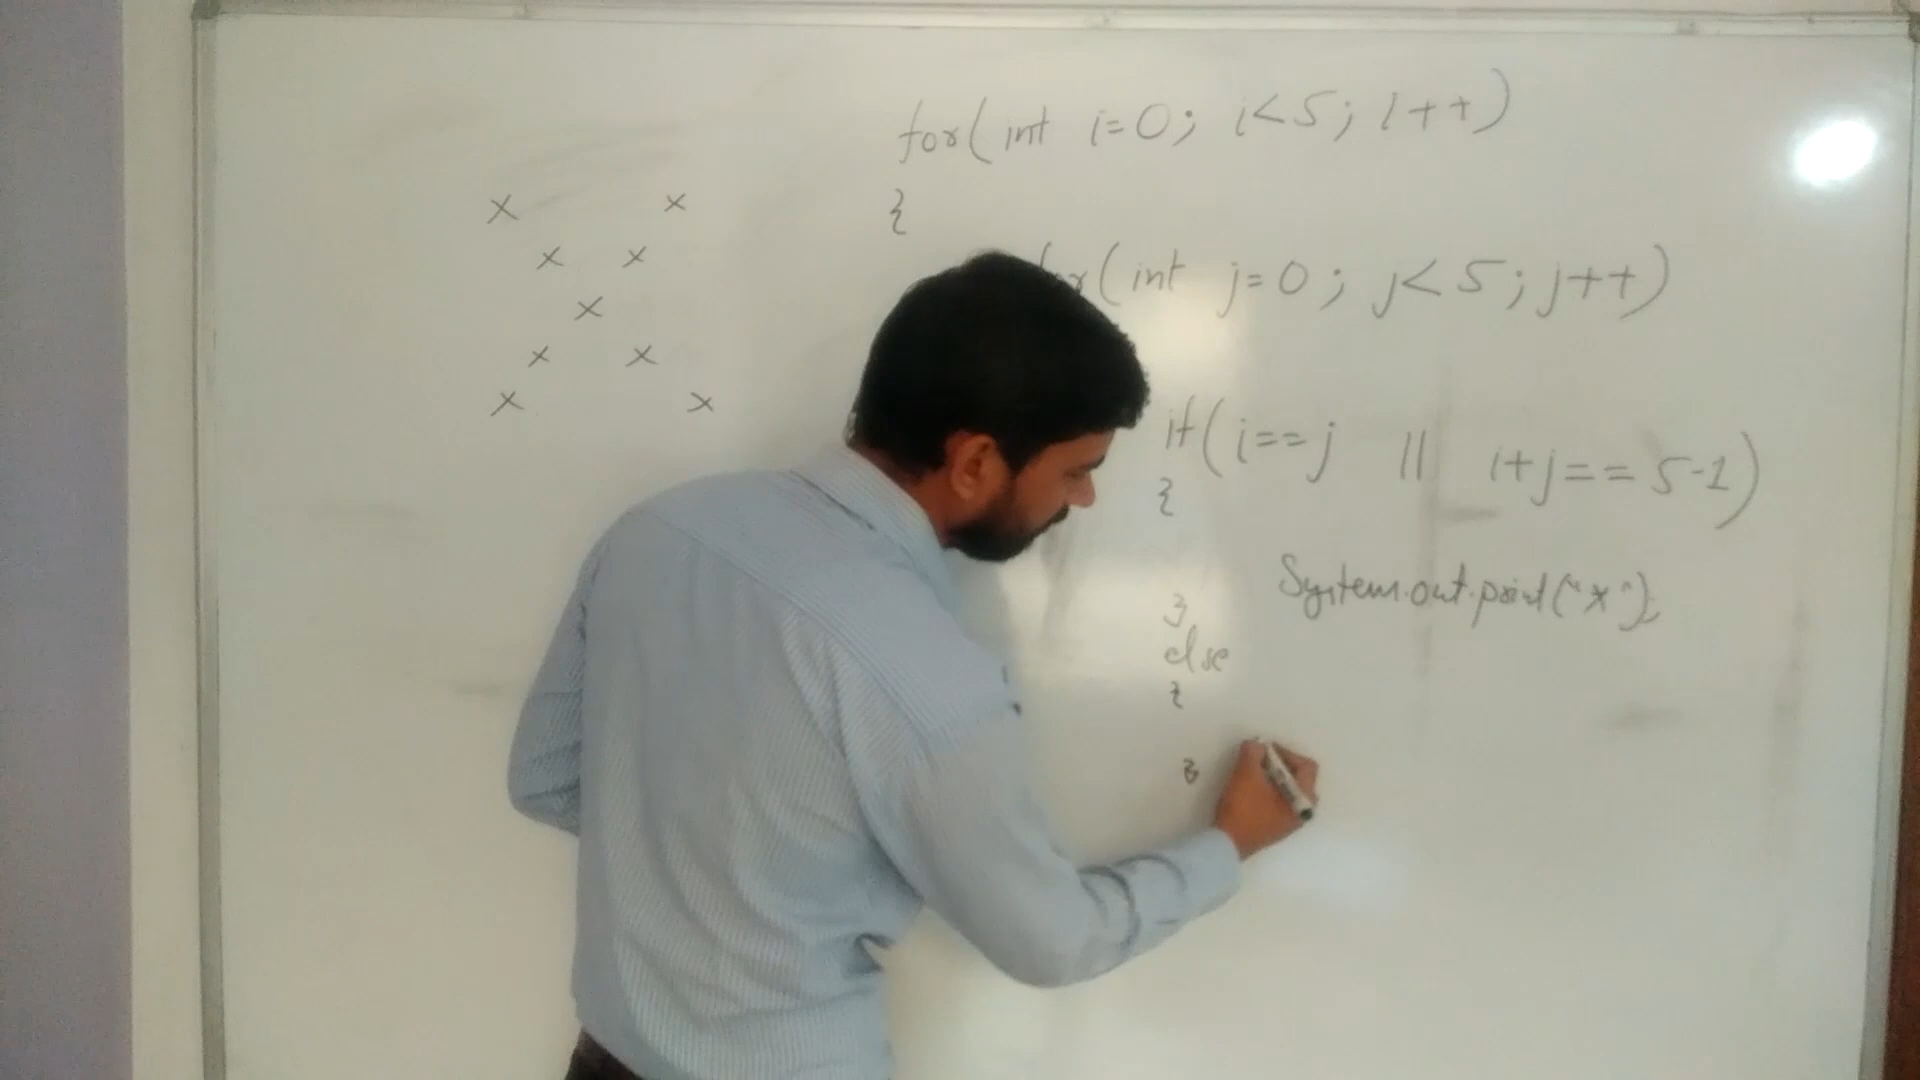 for(int i=0; i<5; i++)
x x
{
x x
for(int j=0; j<5; j++)
x
x x
x x
if(i==j || i+j==5-1)
{
System.out.print("x");
}
else
{
}